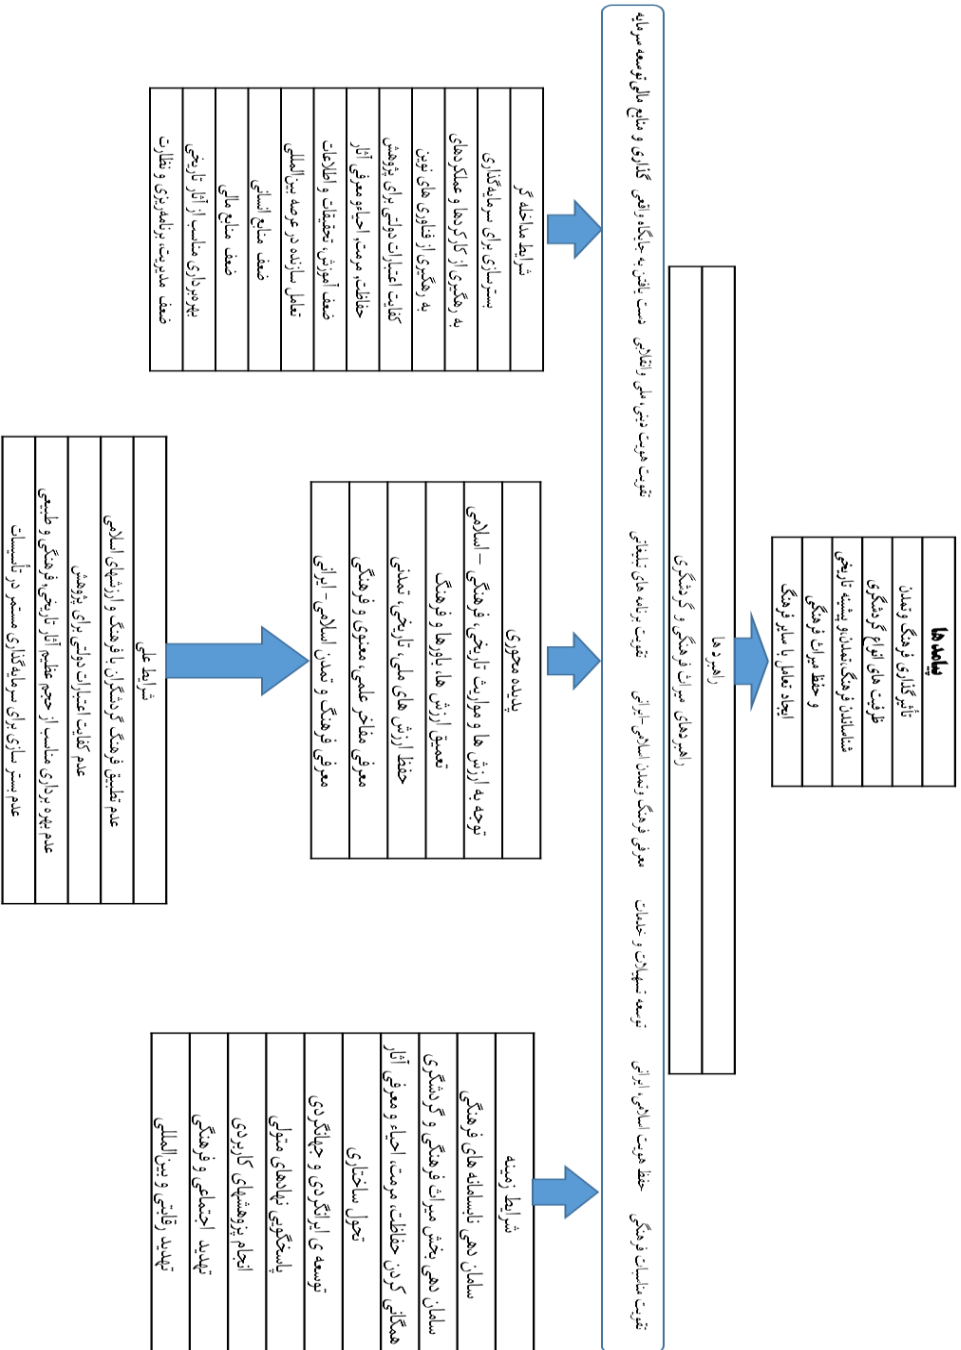 پیامدها
تأثیرگذاری فرهنگ وتمدن
ظرفیت های انواع گردشگری
شناساندن فرهنگ،تمدن،و پیشینه تاریخی
و حفظ میراث فرهنگی
ایجاد تعامل با سایر فرهنگ
راهبردها
راهبردهای میراث فرهنگی و گردشگری
تقویت مناسبات فرهنگی
حفظ هویت اسلامی، ایرانی
توسعه تسهیلات و خدمات
معرفی فرهنگ وتمدن اسلامی-ایرانی
تقویت برنامه های تبلیغاتی
تقویت هویت دینی، ملی وانقلابی
دست یافتن به جایگاه واقعی
گذاری و منابع مالی توسعه سرمایه
شرایط زمینه
سامان دهی نابسامانه های فرهنگی
سامان دهی بخش میراث فرهنگی و گردشگری
همگانی کردن حفاظت، مرمت، احیاء و معرفی آثار
تحول ساختاری
توسعه ی ایرانگردی و جهانگردی
پاسخگویی نهادهای متولی
انجام پژوهشهای کاربردی
تهدید اجتماعی و فرهنگی
تهدید رقابتی و بین‌المللی
پدیده محوری
توجه به ارزش ها و مواریث تاریخی، فرهنگی – اسلامی
تعمیق ارزش ها، باورها و فرهنگ
حفظ ارزش های ملی، تاریخی، تمدنی
معرفی مفاخر علمی، معنوی و فرهنگی
معرفی فرهنگ و تمدن اسلامی - ایرانی
شرایط مداخله گر
بسترسازی برای سرمایه‌گذاری
به رهگیری از کارکردها و عملکردهای
به رهگیری از فناوری های نوین
کفایت اعتبارات دولتی برای پژوهش
حفاظت، مرمت، احیاءو معرفی آثار
ضعف آموزش، تحقیقات و اطلاعات
تعامل سازنده در عرصه بین‌المللی
ضعف منابع انسانی
ضعف منابع مالی
بهره‌برداری مناسب از آثار تاریخی
ضعف مدیریت، برنامه‌ریزی و نظارت
شرایط علی
عدم تطبیق فرهنگ گردشگران با فرهنگ و ارزشهای اسلامی
عدم کفایت اعتبارات دولتی برای پژوهش
عدم بهره برداری مناسب از حجم عظیم آثار تاریخی، فرهنگی و طبیعی
عدم بستر سازی برای سرمایه‌گذاری مستمر در تأسیسات